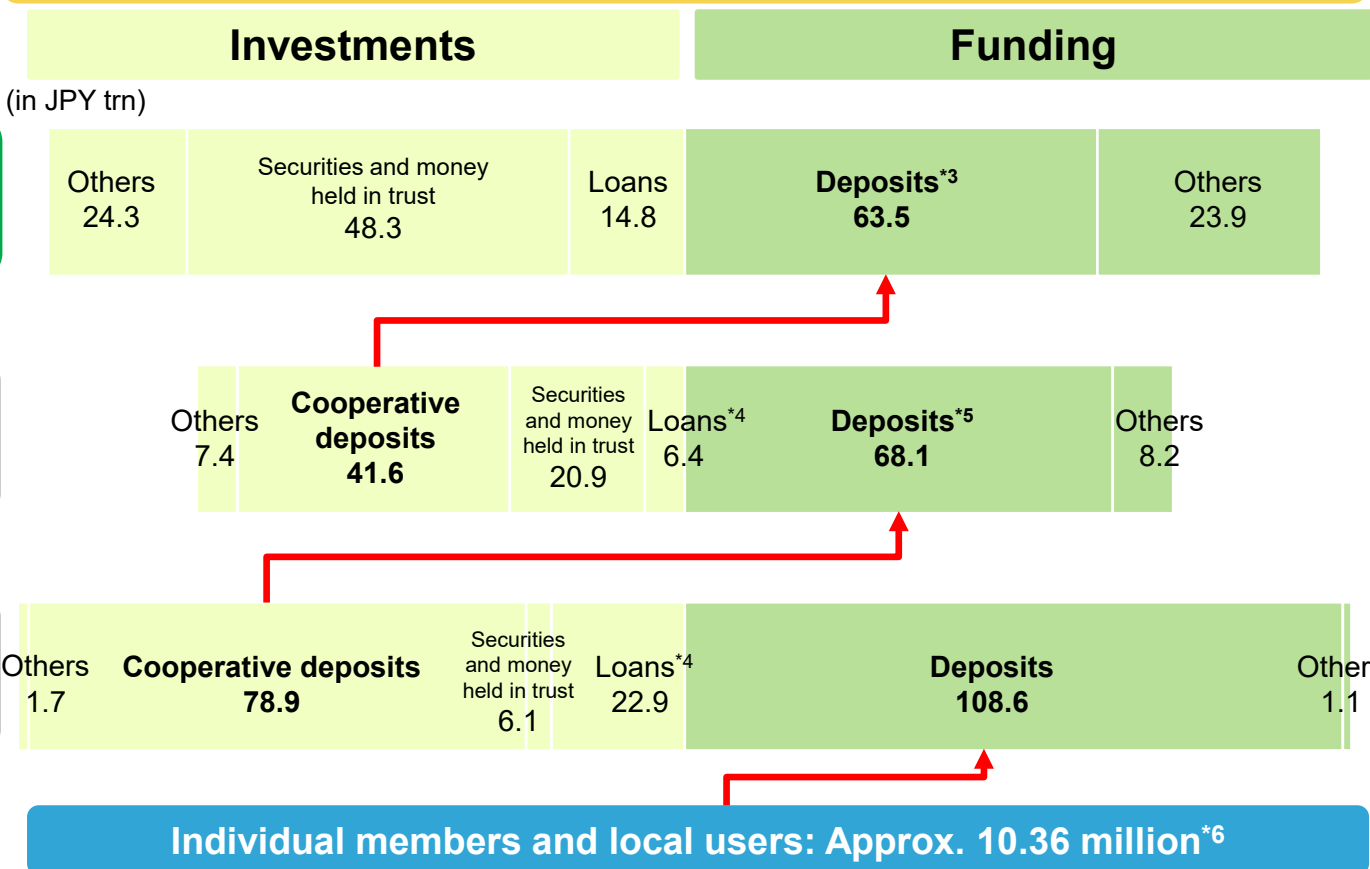 Investments
Funding
(in JPY trn)
Others
24.3
Securities and money
held in trust
48.3
Loans
14.8
Deposits*3
63.5
Others
23.9
Others
7.4
Cooperative
deposits
41.6
Securities
and money
held in trust
20.9
Loans*4
6.4
Deposits*5
68.1
Others
8.2
Others
1.7
Cooperative deposits
78.9
Securities
and money
held in trust
6.1
Loans*4
22.9
Deposits
108.6
Other
1.1
Individual members and local users: Approx. 10.36 million*6